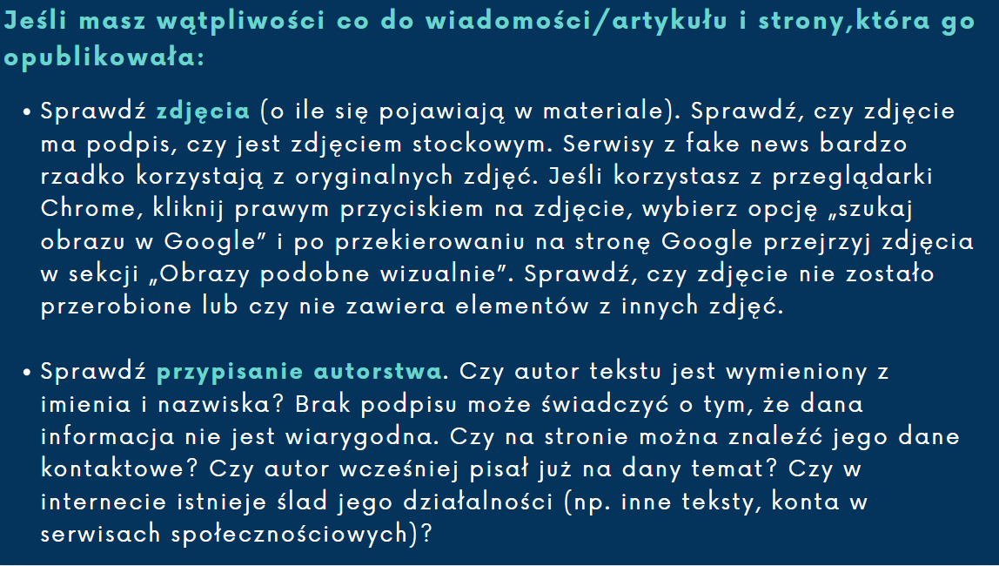 Jeśli masz wątpliwości co do wiadomości/artykułu i strony,która go
opublikowała:
• Sprawdź zdjęcia (o ile się pojawiają w materiale). Sprawdź, czy zdjęcie
ma podpis, czy jest zdjęciem stockowym. Serwisy z fake news bardzo
rzadko korzystają z oryginalnych zdjęć. Jeśli korzystasz z przeglądarki
Chrome, kliknij prawym przyciskiem na zdjęcie, wybierz opcję „szukaj
obrazu w Google” i po przekierowaniu na stronę Google przejrzyj zdjęcia
w sekcji „Obrazy podobne wizualnie”. Sprawdź, czy zdjęcie nie zostało
przerobione lub czy nie zawiera elementów z innych zdjęć.
• Sprawdź przypisanie autorstwa. Czy autor tekstu jest wymieniony z
imienia i nazwiska? Brak podpisu może świadczyć o tym, że dana
informacja nie jest wiarygodna. Czy na stronie można znaleźć jego dane
kontaktowe? Czy autor wcześniej pisał już na dany temat? Czy w
internecie istnieje ślad jego działalności (np. inne teksty, konta w
serwisach społecznościowych)?